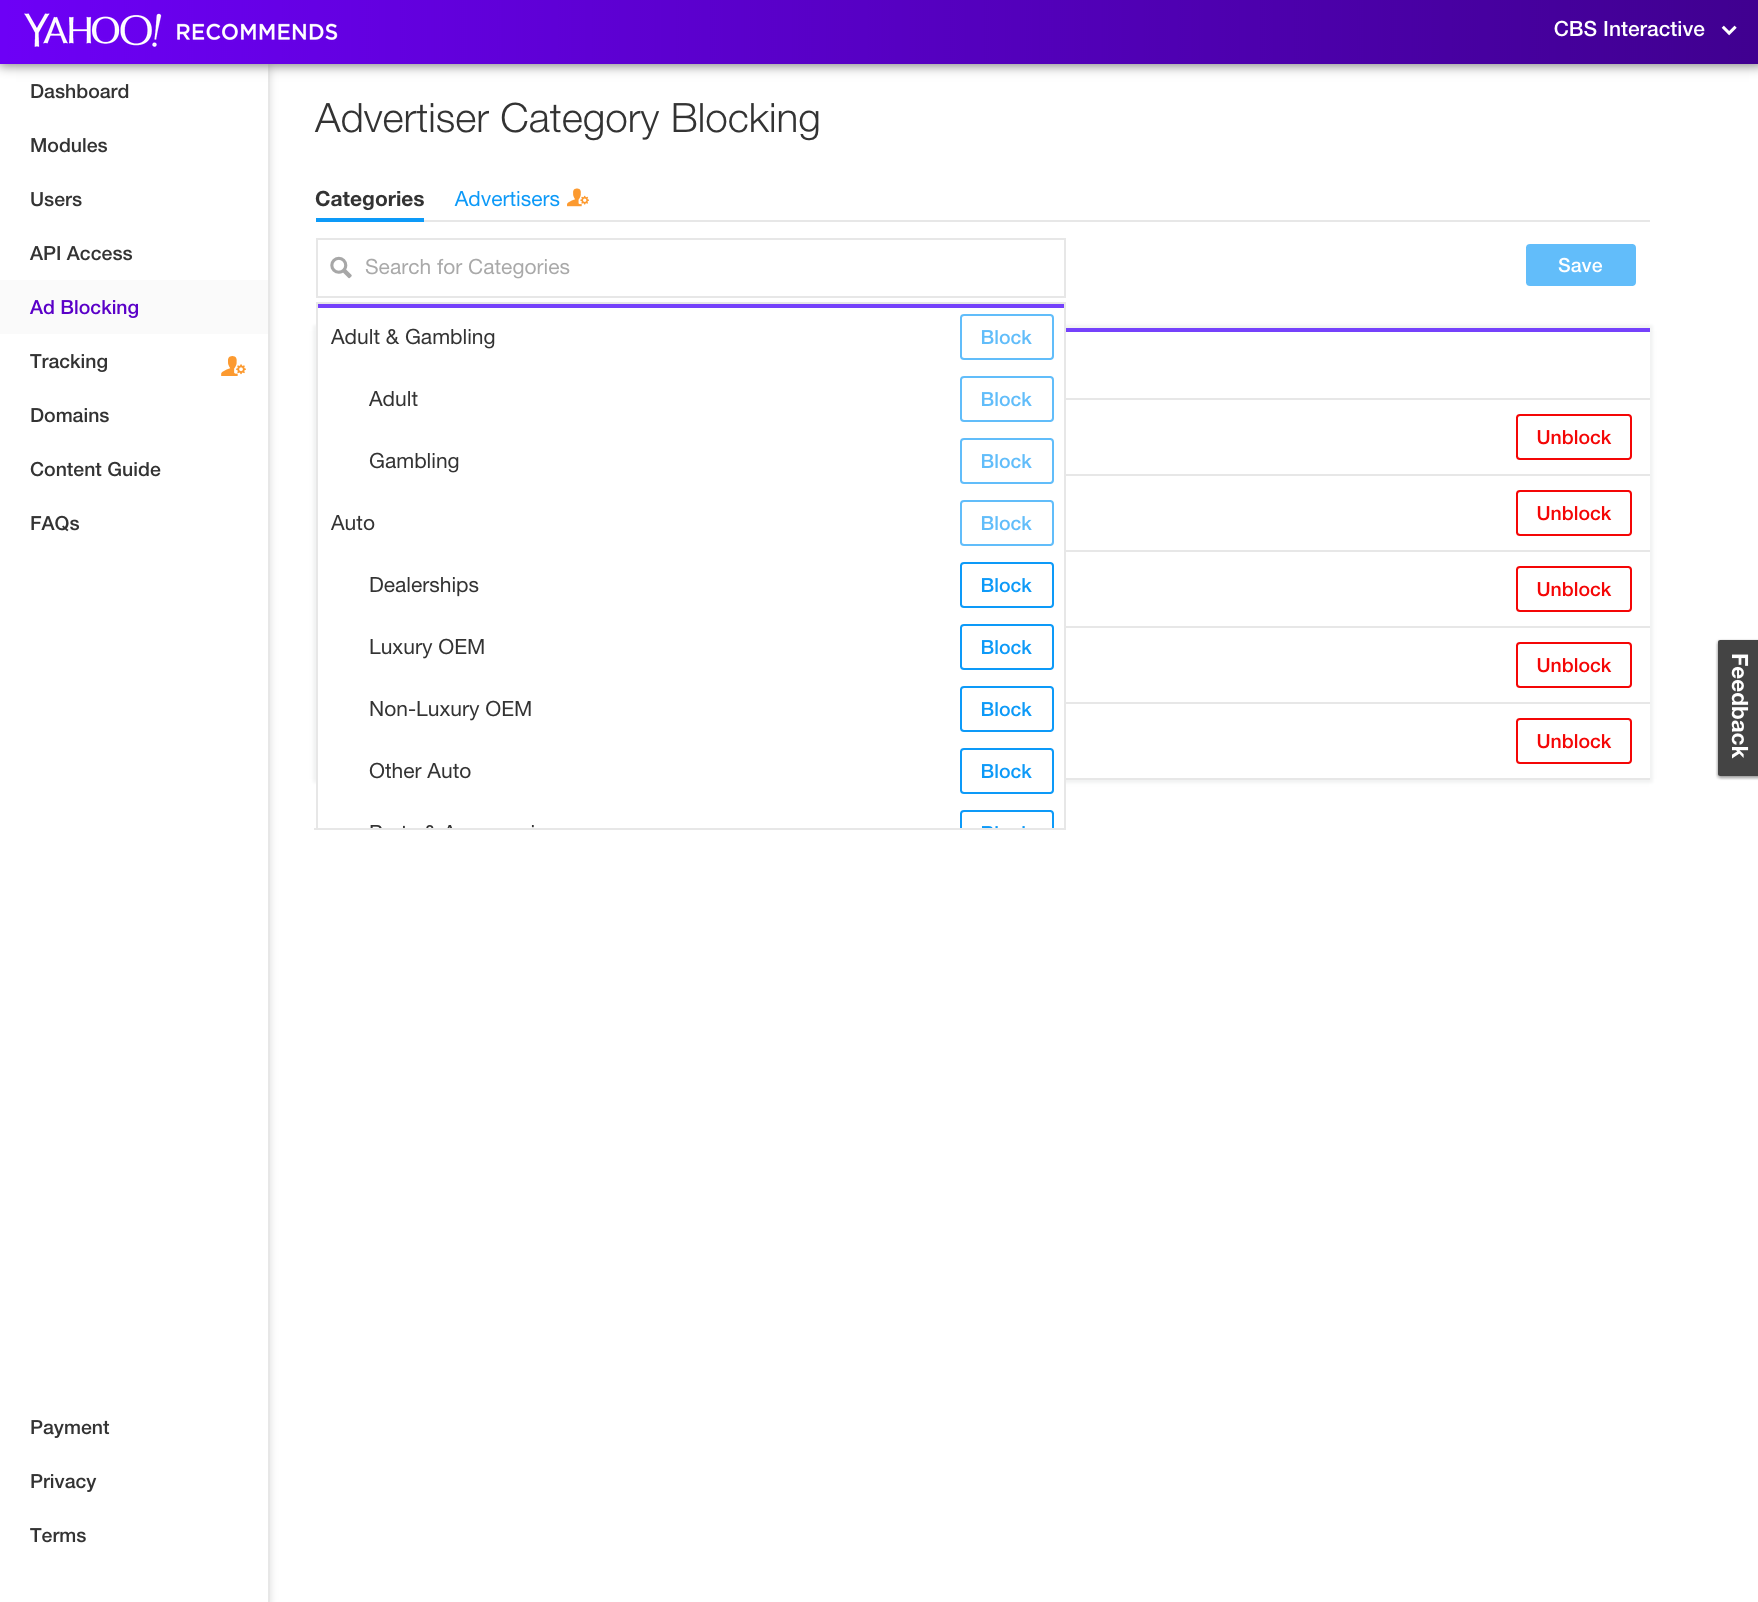 YAHOO! RECOMMENDS
CBS Interactive
Dashboard
Modules
Users
API Access
Ad Blocking
Tracking
Domains
Content Guide
FAQs
Payment
Privacy
Terms
Advertiser Category Blocking
Categories
Advertisers
Search for Categories
Save
Adult & Gambling Block
Adult Block
Gambling Block
Auto Block
Dealerships Block
Luxury OEM Block
Non-Luxury OEM Block
Other Auto Block
Unblock
Unblock
Unblock
Unblock
Unblock
Feedback